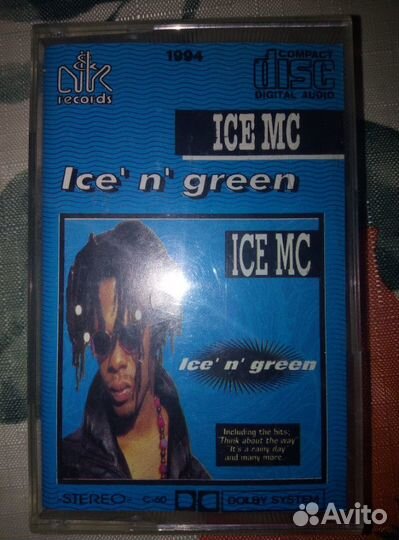 NK
records
1994
COMPACT
disc
DIGITAL AUDIO
ICE MC
Ice' n' green
ICE MC
Ice' n' green
Including the hits;
"Think about the way"
"It's a rainy day
and many more..
-STEREO- C-60 DOLBY SYSTEM
Avito